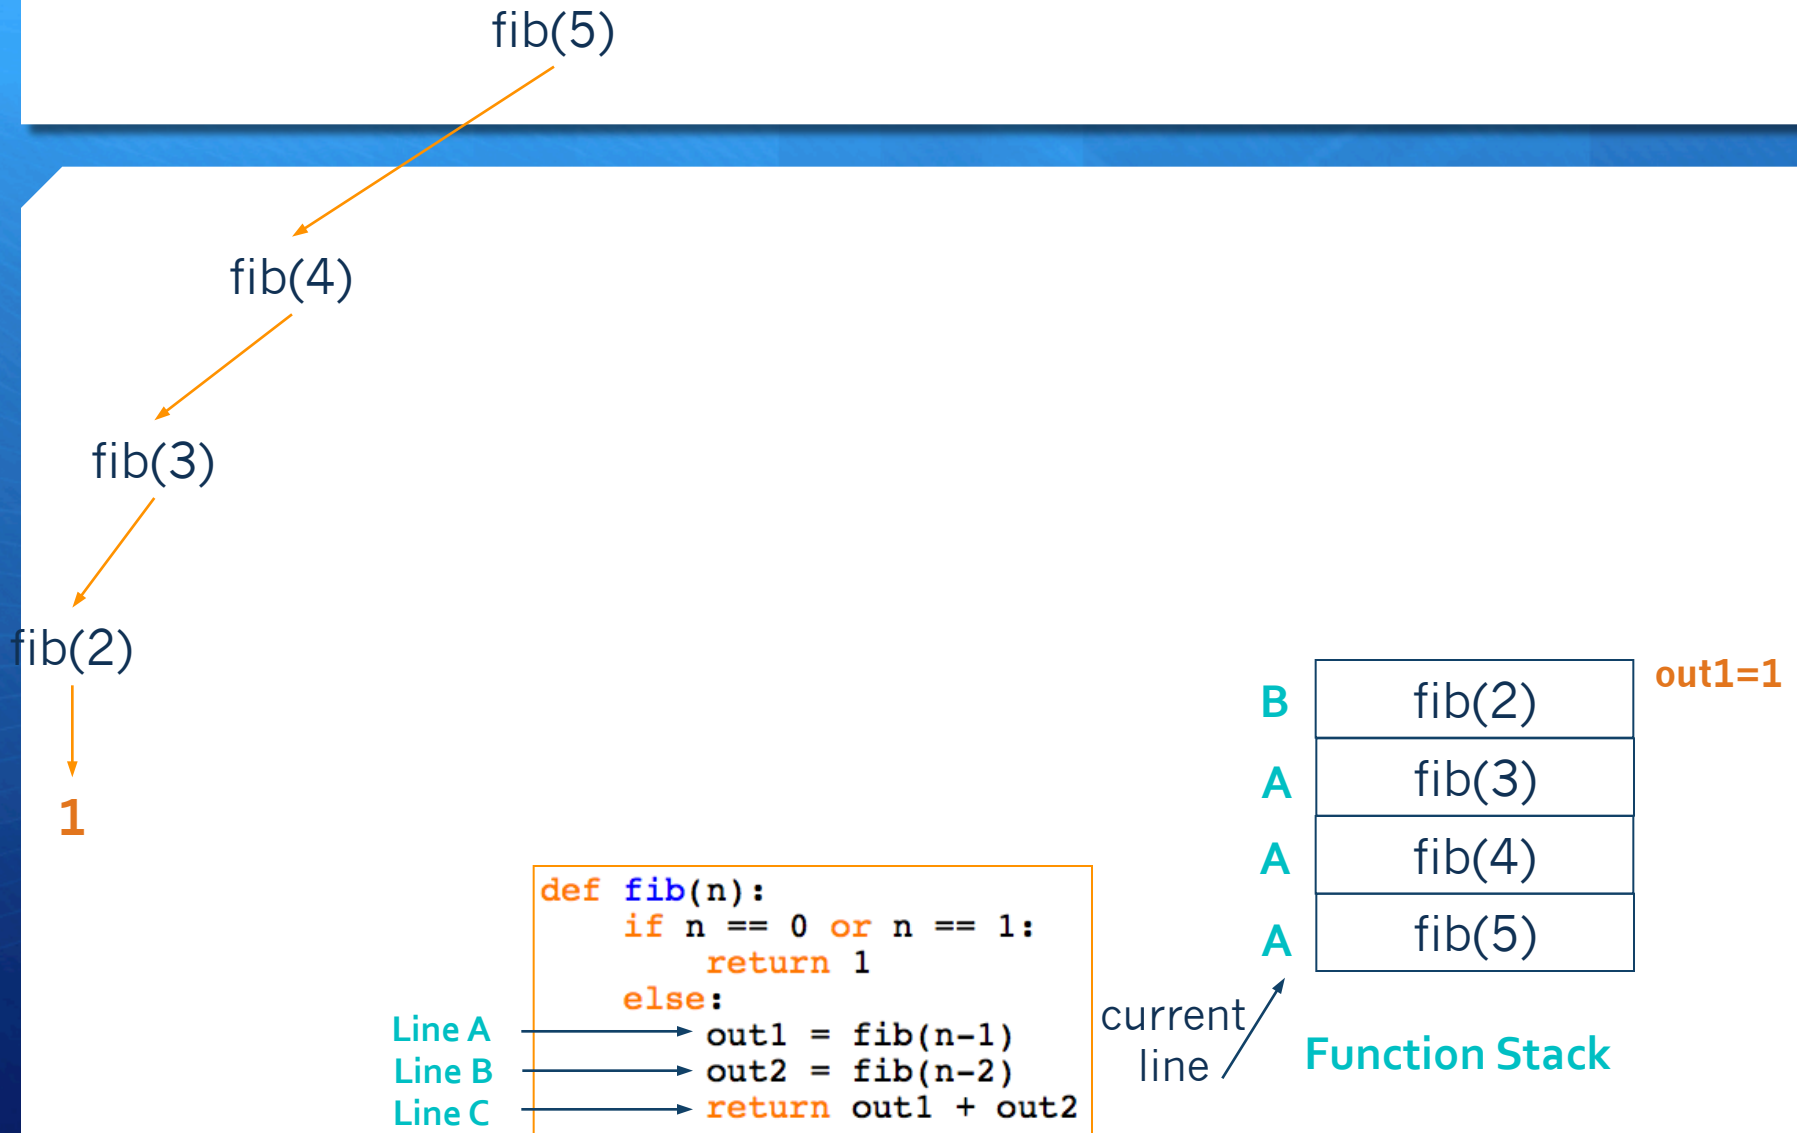 fib(5)
fib(4)
fib(3)
fib(2)
1
def fib(n):
if n == 0 or n == 1:
return 1
else:
out1 = fib(n-1)
out2 = fib(n-2)
return out1 + out2
Line A
Line B
Line C
B fib(2) out1=1
A fib(3)
A fib(4)
A fib(5)
current
line
Function Stack